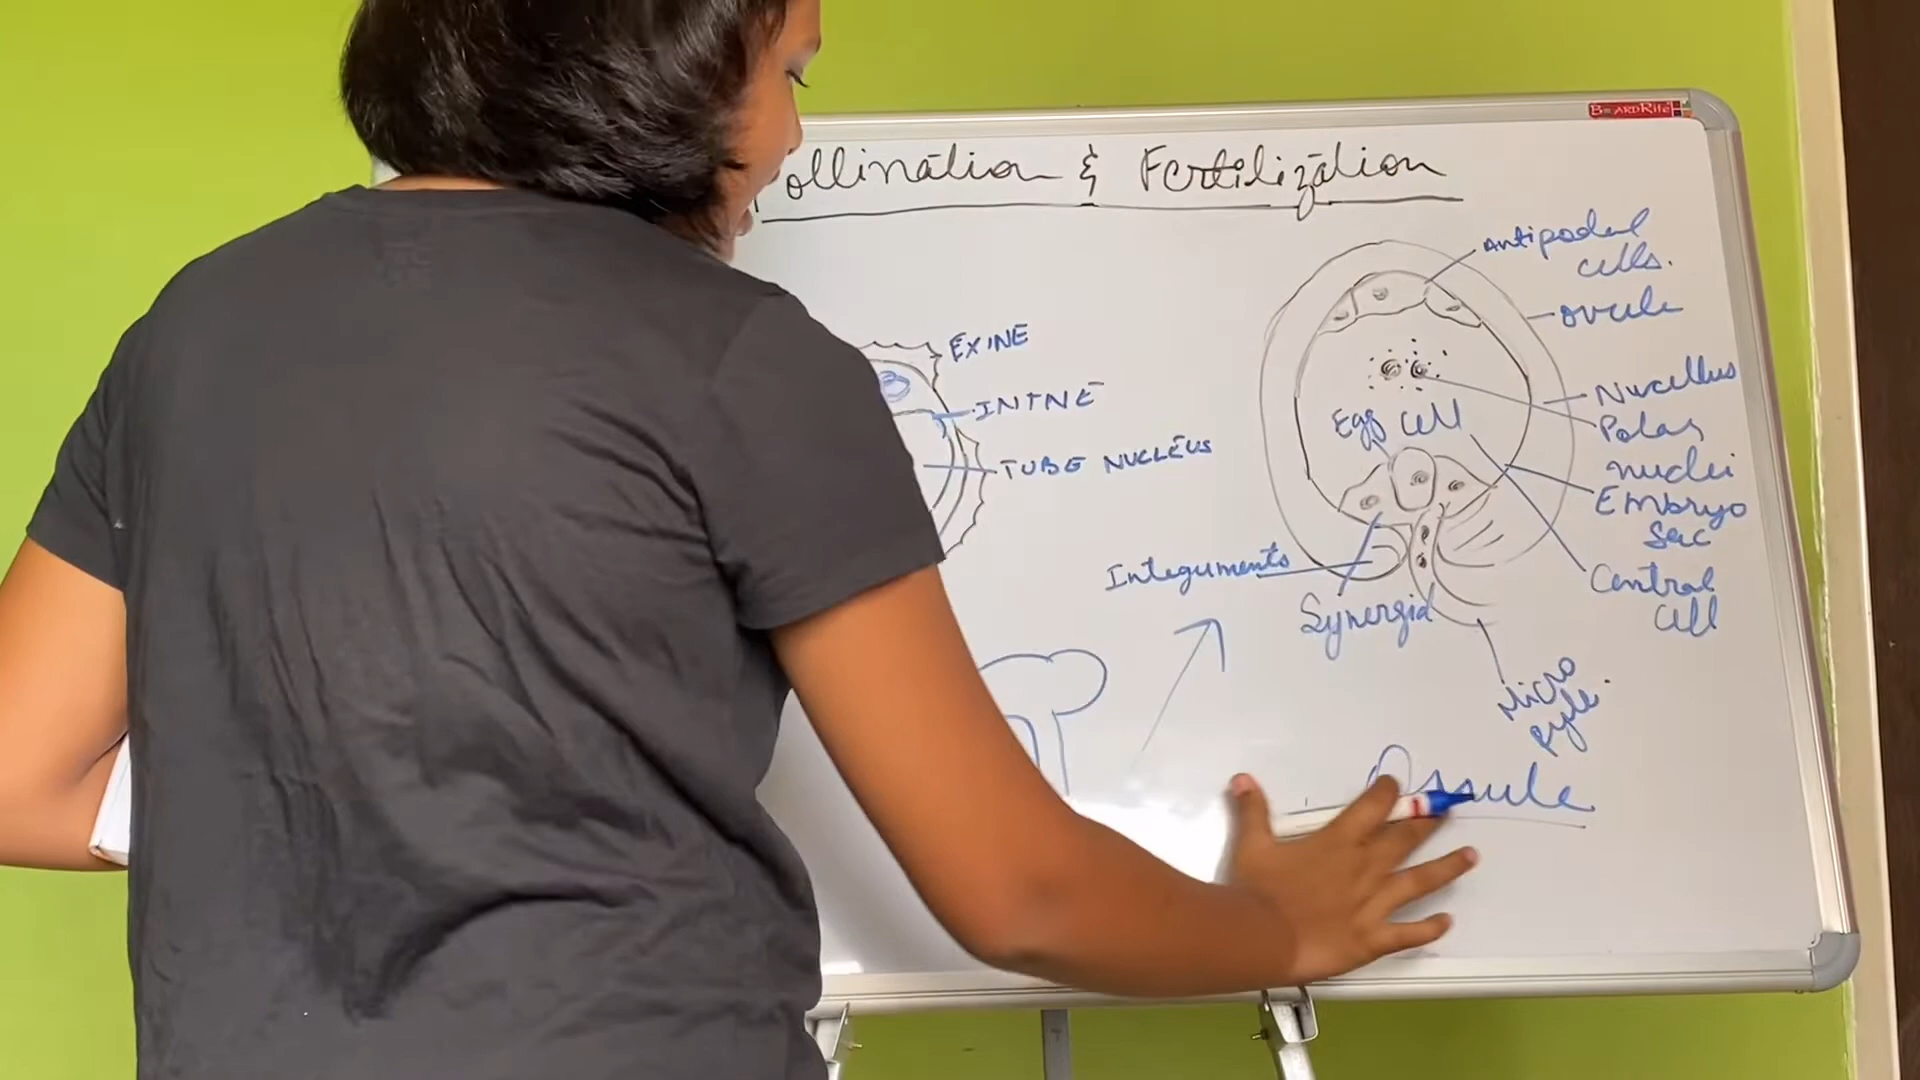 BOARDRITE
ollination & Fertilization
Antipodal
cells.
ovule
EXINE
Nucellus
INTNE
Egg cell
Polar
nuclei
TUBE NUCLEUS
Embryo
Sac
Integuments
Central
cell
Synergid
Micro
pyle.